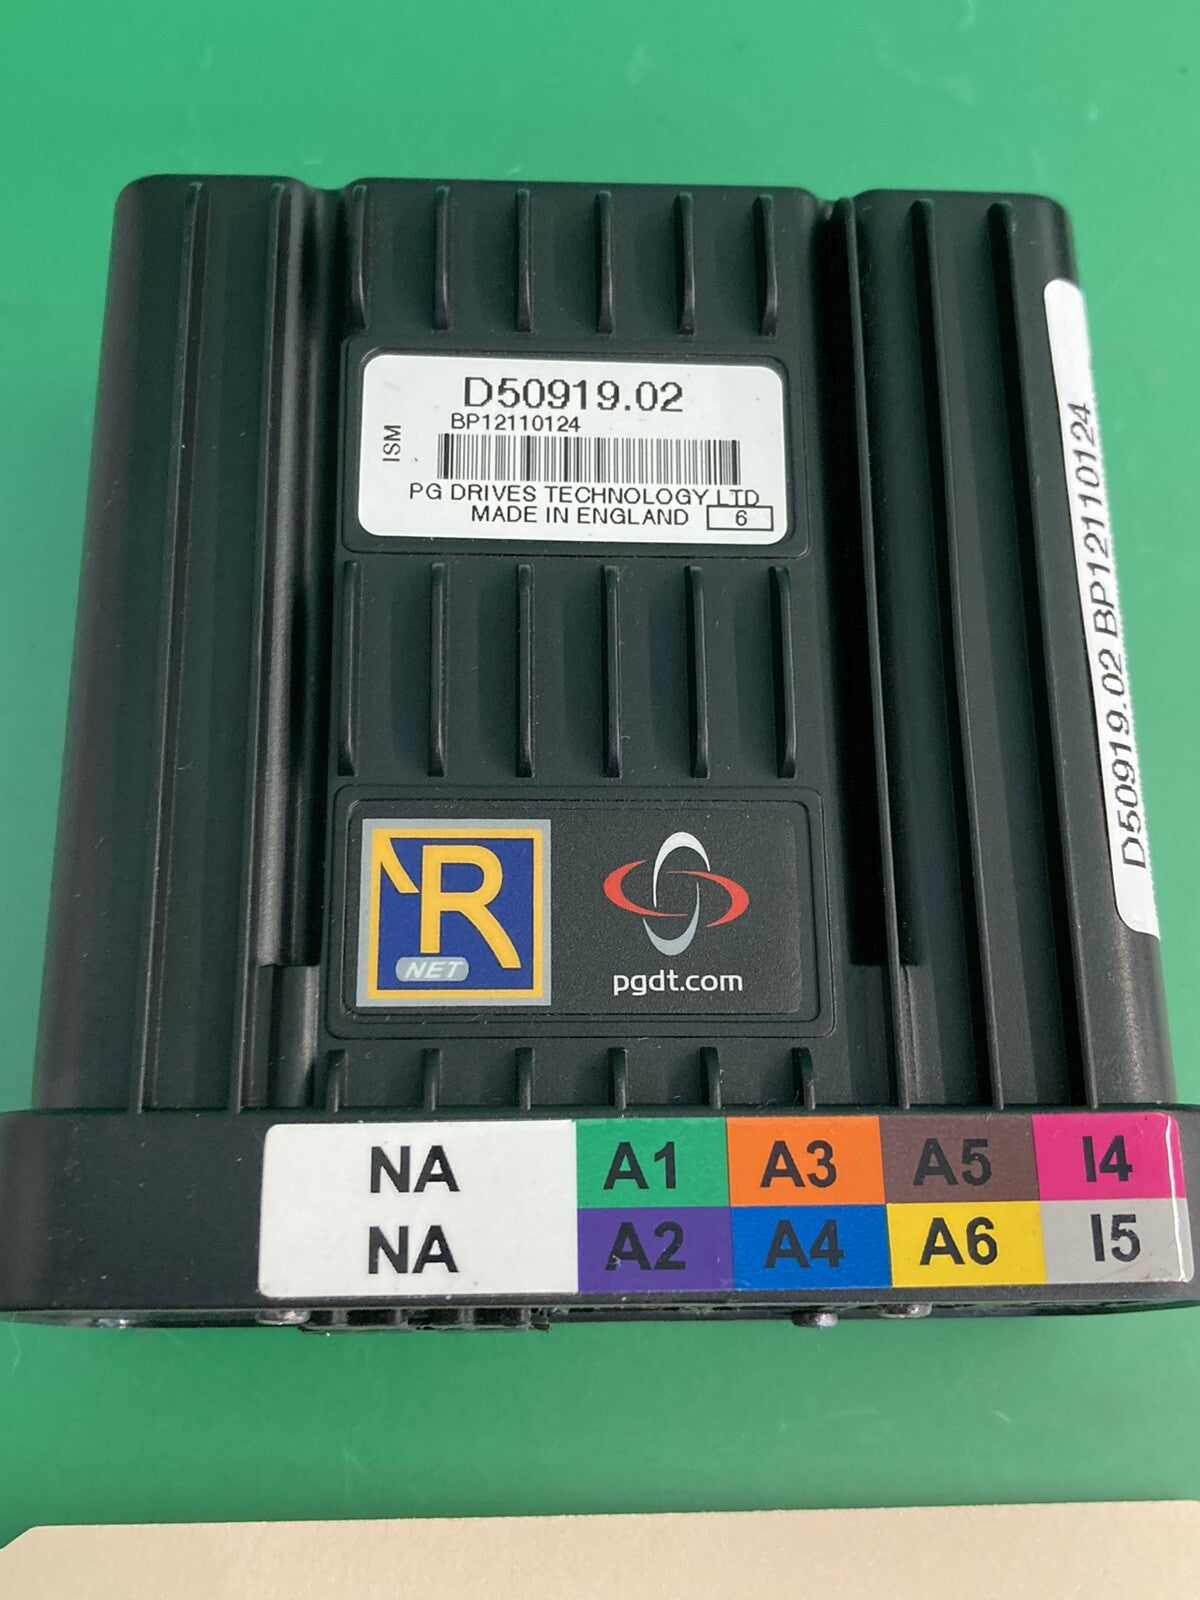 D50919.02
BP12110124
ISM
PG DRIVES TECHNOLOGY LTD
MADE IN ENGLAND 6
D50919.02 BP12110124
R
NET
pgdt.com
NA A1 A3 A5 I4
NA A2 A4 A6 I5